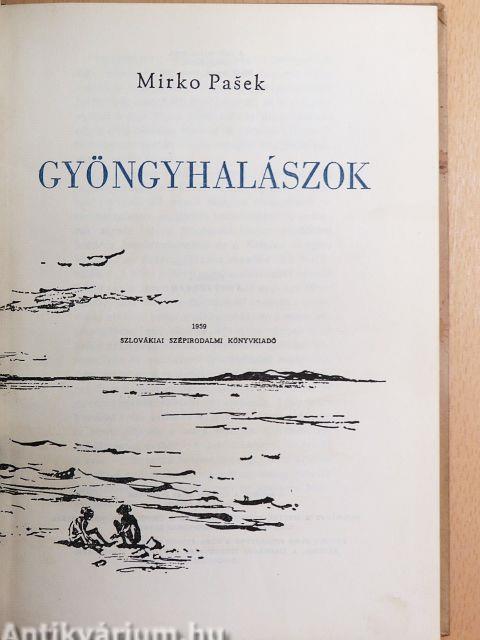 Mirko Pašek
GYÖNGYHALÁSZOK
1959
SZLOVÁKIAI SZÉPIRODALMI KÖNYVKIADÓ
Antikvárium.hu